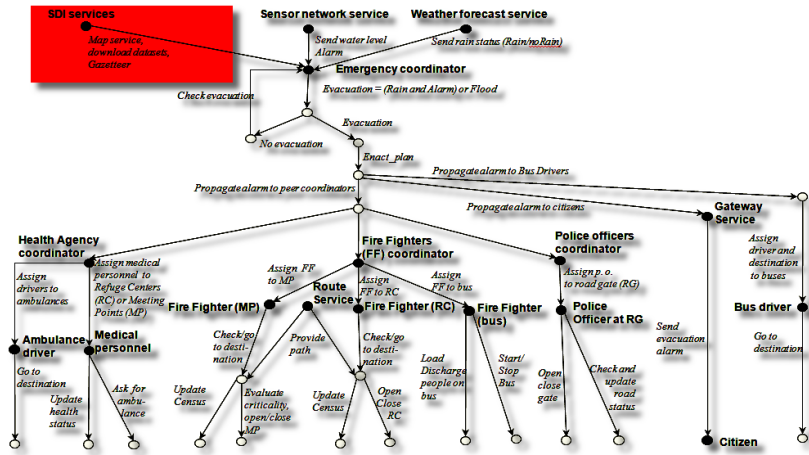 SDI services
Map service,
download datasets,
Gazetteer
Sensor network service
Send water level
Alarm
Weather forecast service
Send rain status (Rain/noRain)
Emergency coordinator
Check evacuation
Evacuation = (Rain and Alarm) or Flood
Evacuation
No evacuation
Enact_plan
Propagate alarm to Bus Drivers
Propagate alarm to peer coordinators
Propagate alarm to citizens
Gateway
Service
Health Agency
coordinator
Assign
drivers to
ambulances
Assign medical
personnel to
Refuge Centers
(RC) or Meeting
Points (MP)
Fire Fighters
(FF) coordinator
Assign FF
to MP
Assign
FF to RC
Assign
FF to bus
Police officers
coordinator
Assign p. o.
to road gate (RG)
Assign
driver and
destination
to buses
Route
Service
Fire Fighter (MP)
Fire Fighter (RC)
Fire Fighter
(bus)
Police
Officer at RG
Bus driver
Ambulance
driver
Medical
personnel
Check/go
to desti-
nation
Provide
path
Check/go
to desti-
nation
Load
Discharge
people on
bus
Start/
Stop
Bus
Open
close
gate
Check and
update
road
status
Send
evacuation
alarm
Go to
destination
Go to
destination
Update
health
status
Ask for
ambu-
lance
Update
Census
Evaluate
criticality,
open/close
MP
Update
Census
Open
Close
RC
Citizen